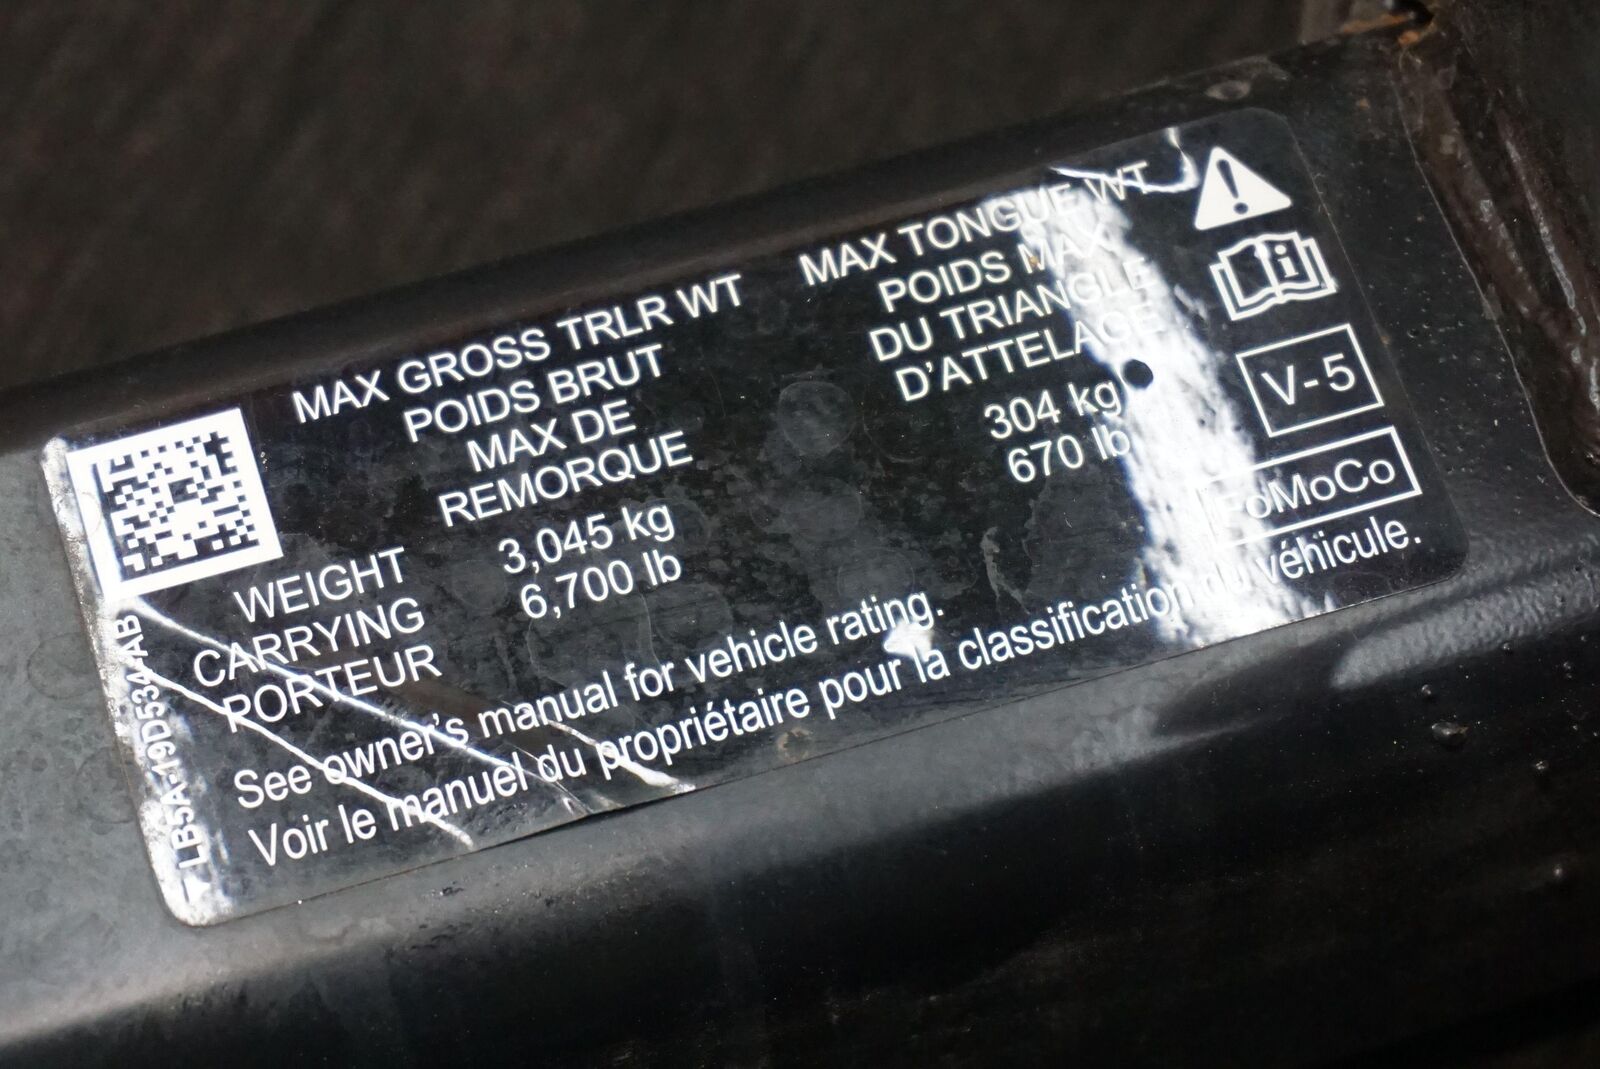 MAX GROSS TRLR WT
POIDS BRUT
MAX DE
REMORQUE
MAX TONGUE WT
POIDS MAX
DU TRIANGLE
D'ATTELAGE
WEIGHT
CARRYING
PORTEUR
3,045 kg
6,700 lb
304 kg
670 lb
V-5
FoMoCo
See owner's manual for vehicle rating.
Voir le manuel du propriétaire pour la classification du véhicule.
LB5A-19D534-AB